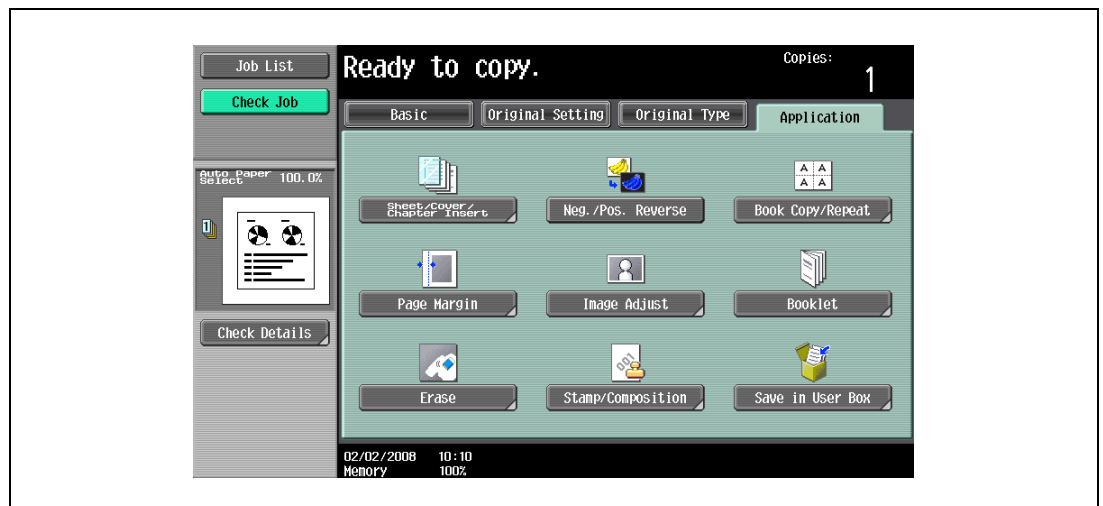 Job List
Check Job
Ready to copy.
Copies:
1
Basic
Original Setting
Original Type
Application
Auto Paper
Select
100.0%
1
Sheet/Cover/
Chapter Insert
Neg./Pos. Reverse
A A
A A
Book Copy/Repeat
Page Margin
Image Adjust
Booklet
Check Details
001
Erase
Stamp/Composition
Save in User Box
02/02/2008 10:10
Memory 100%